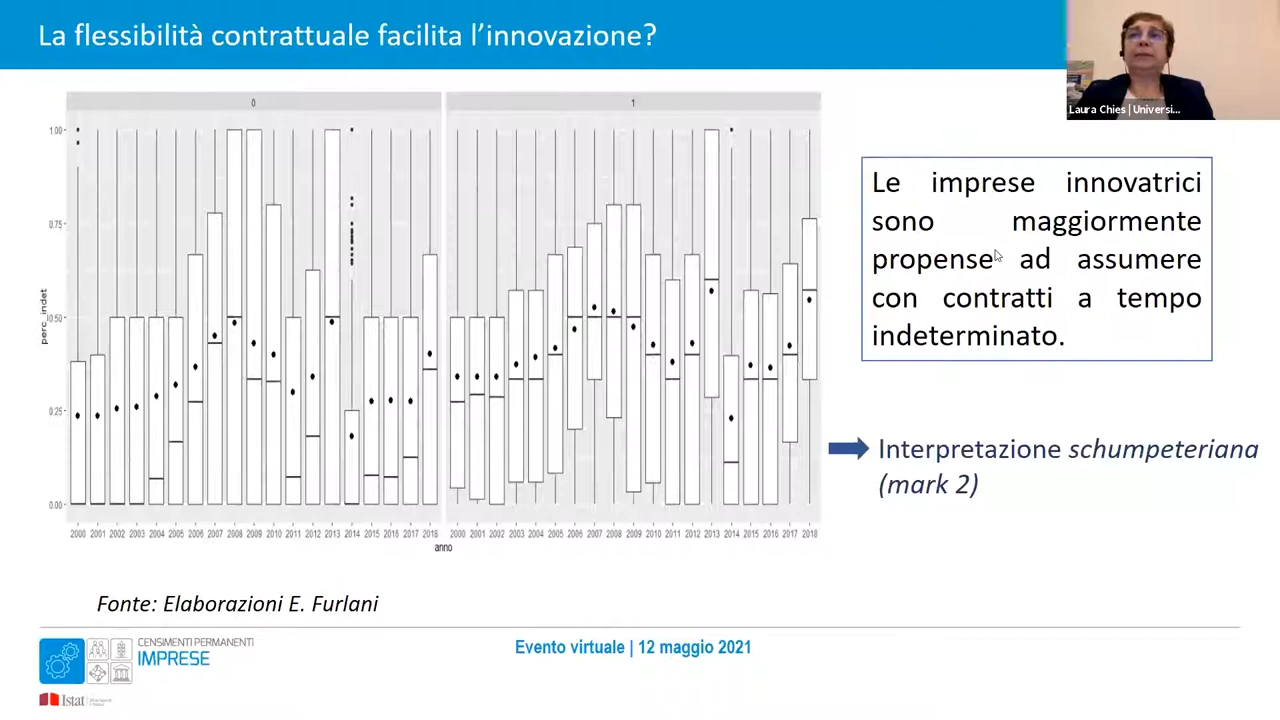 La flessibilità contrattuale facilita l'innovazione?
Laura Chies | Universi...
0
1
1.00
0.75
0.50
0.25
0.00
perc_indet
2000 2001 2002 2003 2004 2005 2006 2007 2008 2009 2010 2011 2012 2013 2014 2015 2016 2017 2018
2000 2001 2002 2003 2004 2005 2006 2007 2008 2009 2010 2011 2012 2013 2014 2015 2016 2017 2018
anno
Le imprese innovatrici
sono maggiormente
propense ad assumere
con contratti a tempo
indeterminato.
Interpretazione schumpeteriana
(mark 2)
Fonte: Elaborazioni E. Furlani
CENSIMENTI PERMANENTI
IMPRESE
Istat
Evento virtuale | 12 maggio 2021